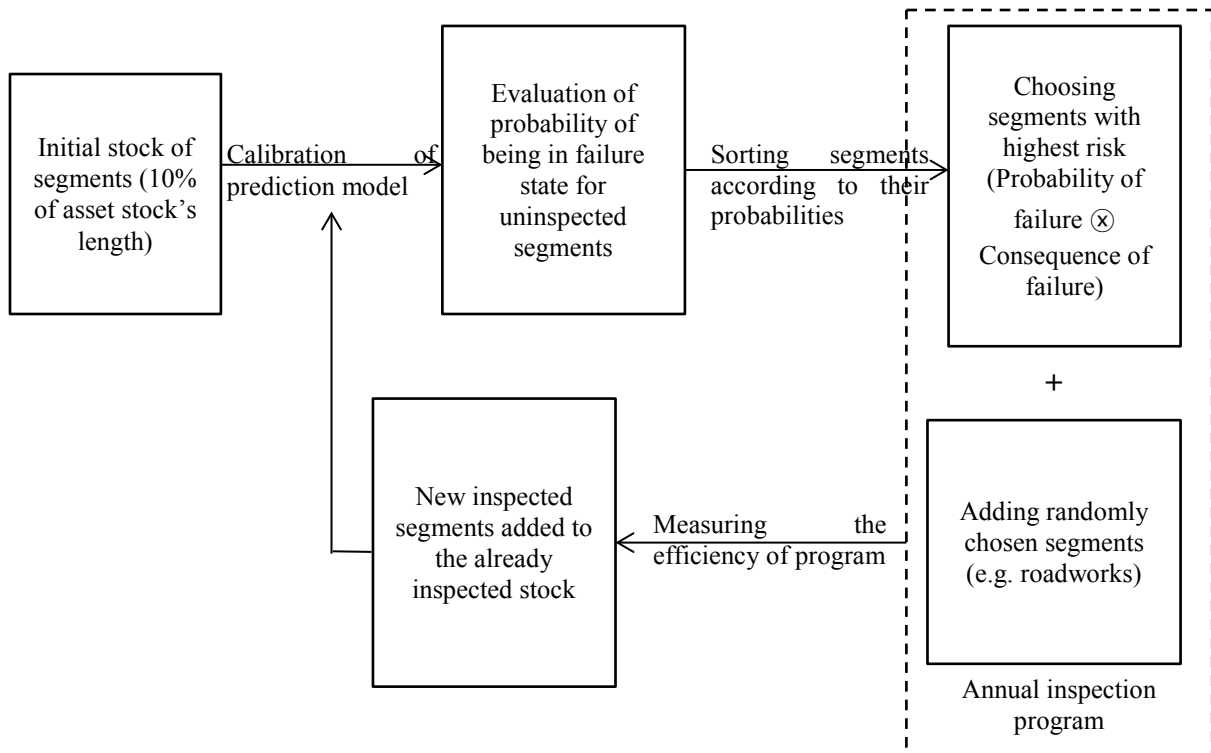 Initial stock of
segments (10%
of asset stock’s
length)
Calibration of
prediction model
Evaluation of
probability of
being in failure
state for
uninspected
segments
Sorting segments
according to their
probabilities
Choosing
segments with
highest risk
(Probability of
failure ⓧ
Consequence of
failure)
+
Adding randomly
chosen segments
(e.g. roadworks)
Annual inspection
program
Measuring the
efficiency of program
New inspected
segments added to
the already
inspected stock